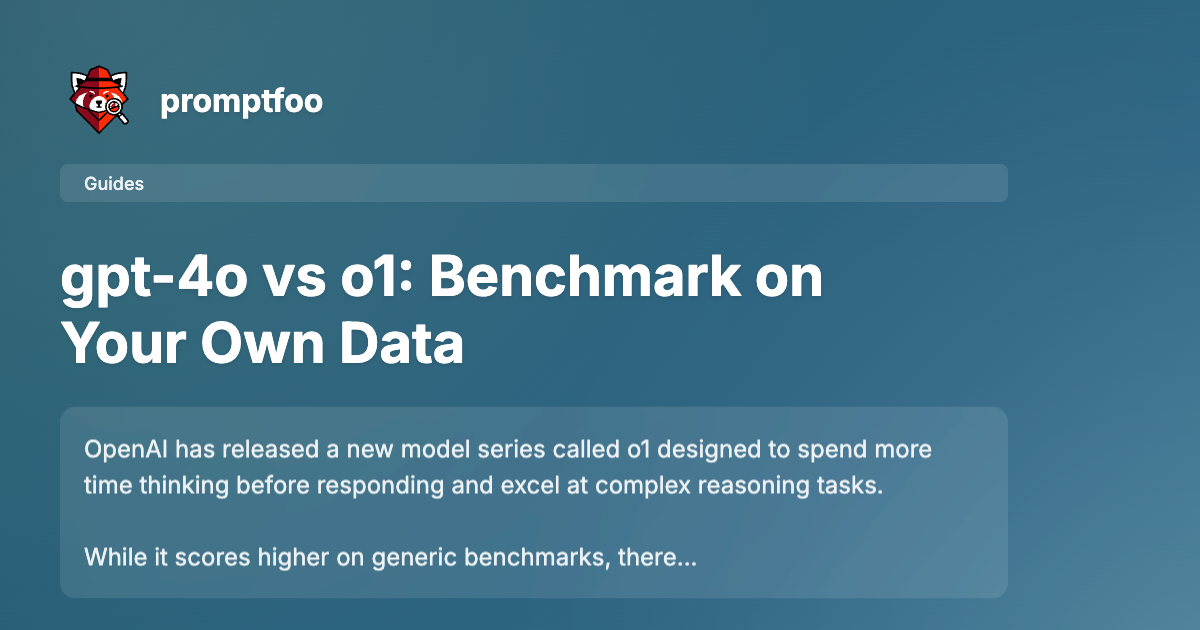 promptfoo
Guides
gpt-4o vs o1: Benchmark on
Your Own Data
OpenAI has released a new model series called o1 designed to spend more
time thinking before responding and excel at complex reasoning tasks.
While it scores higher on generic benchmarks, there...